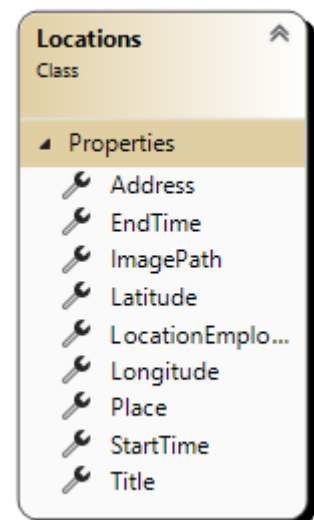 Locations
Class
Properties
Address
EndTime
ImagePath
Latitude
LocationEmplo...
Longitude
Place
StartTime
Title